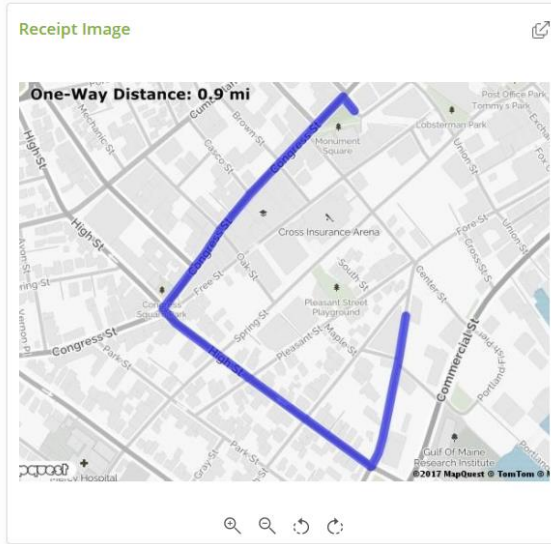 Receipt Image
One-Way Distance: 0.9 mi
Post Office Park
Tommy's Park
Cumberland
Mechanic-St
Brown-St
Lobsterman Park
High-St
Casco-St
Congress-St
Monument
Square
Union-St
High-St
Congress-St
Cross Insurance Arena
Fore-St
Union-St
Cross-St
Avon-St
Oak-St
South-St
Center-St
Free-St
Pleasant Street
Playground
Congress
Square Park
Spring-St
Commercial-St
Vernon-P
Congress-St
Park-St
Pleasant-St
Maple-St
High-St
Portland
Park-St
Gray-St
Gulf Of Maine
Research Institute
Portland
mapquest
Mercy Hospital
©2017 MapQuest © TomTom © M